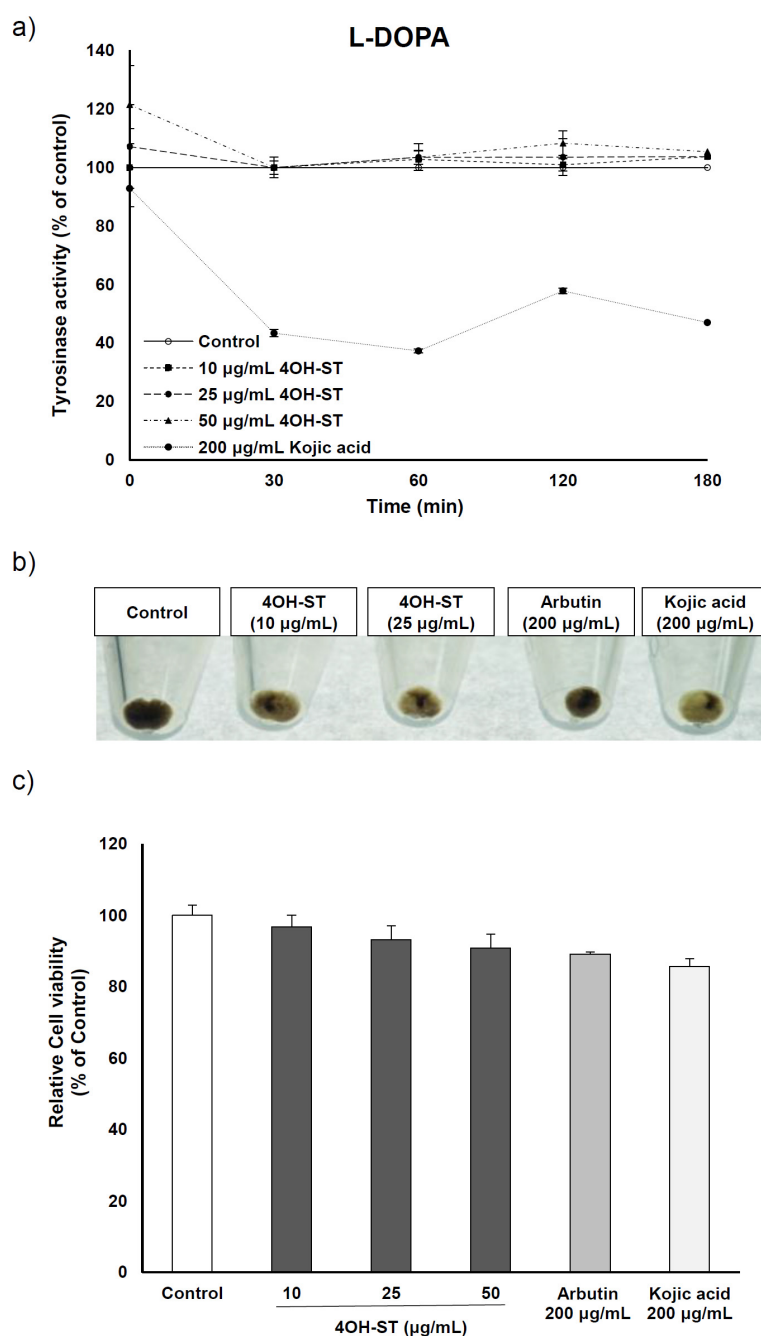 a)
L-DOPA
140
120
100
80
60
40
20
0
Tyrosinase activity (% of control)
Control
10 µg/mL 4OH-ST
25 µg/mL 4OH-ST
50 µg/mL 4OH-ST
200 µg/mL Kojic acid
0 30 60 120 180
Time (min)
b)
Control
4OH-ST
(10 µg/mL)
4OH-ST
(25 µg/mL)
Arbutin
(200 µg/mL)
Kojic acid
(200 µg/mL)
c)
120
100
80
60
40
20
0
Relative Cell viability
(% of Control)
Control 10 25 50 Arbutin Kojic acid
200 µg/mL 200 µg/mL
4OH-ST (µg/mL)